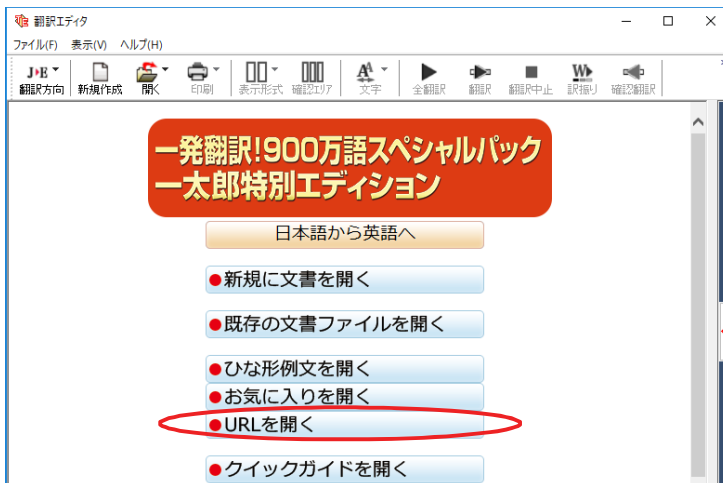 翻訳エディタ
ファイル(F) 表示(V) ヘルプ(H)
J▸E
翻訳方向 新規作成 開く 印刷 表示形式 確認エリア 文字 全翻訳 翻訳 翻訳中止 訳振り 確認翻訳
一発翻訳!900万語スペシャルパック
一太郎特別エディション
日本語から英語へ
●新規に文書を開く
●既存の文書ファイルを開く
●ひな形例文を開く
●お気に入りを開く
●URLを開く
●クイックガイドを開く